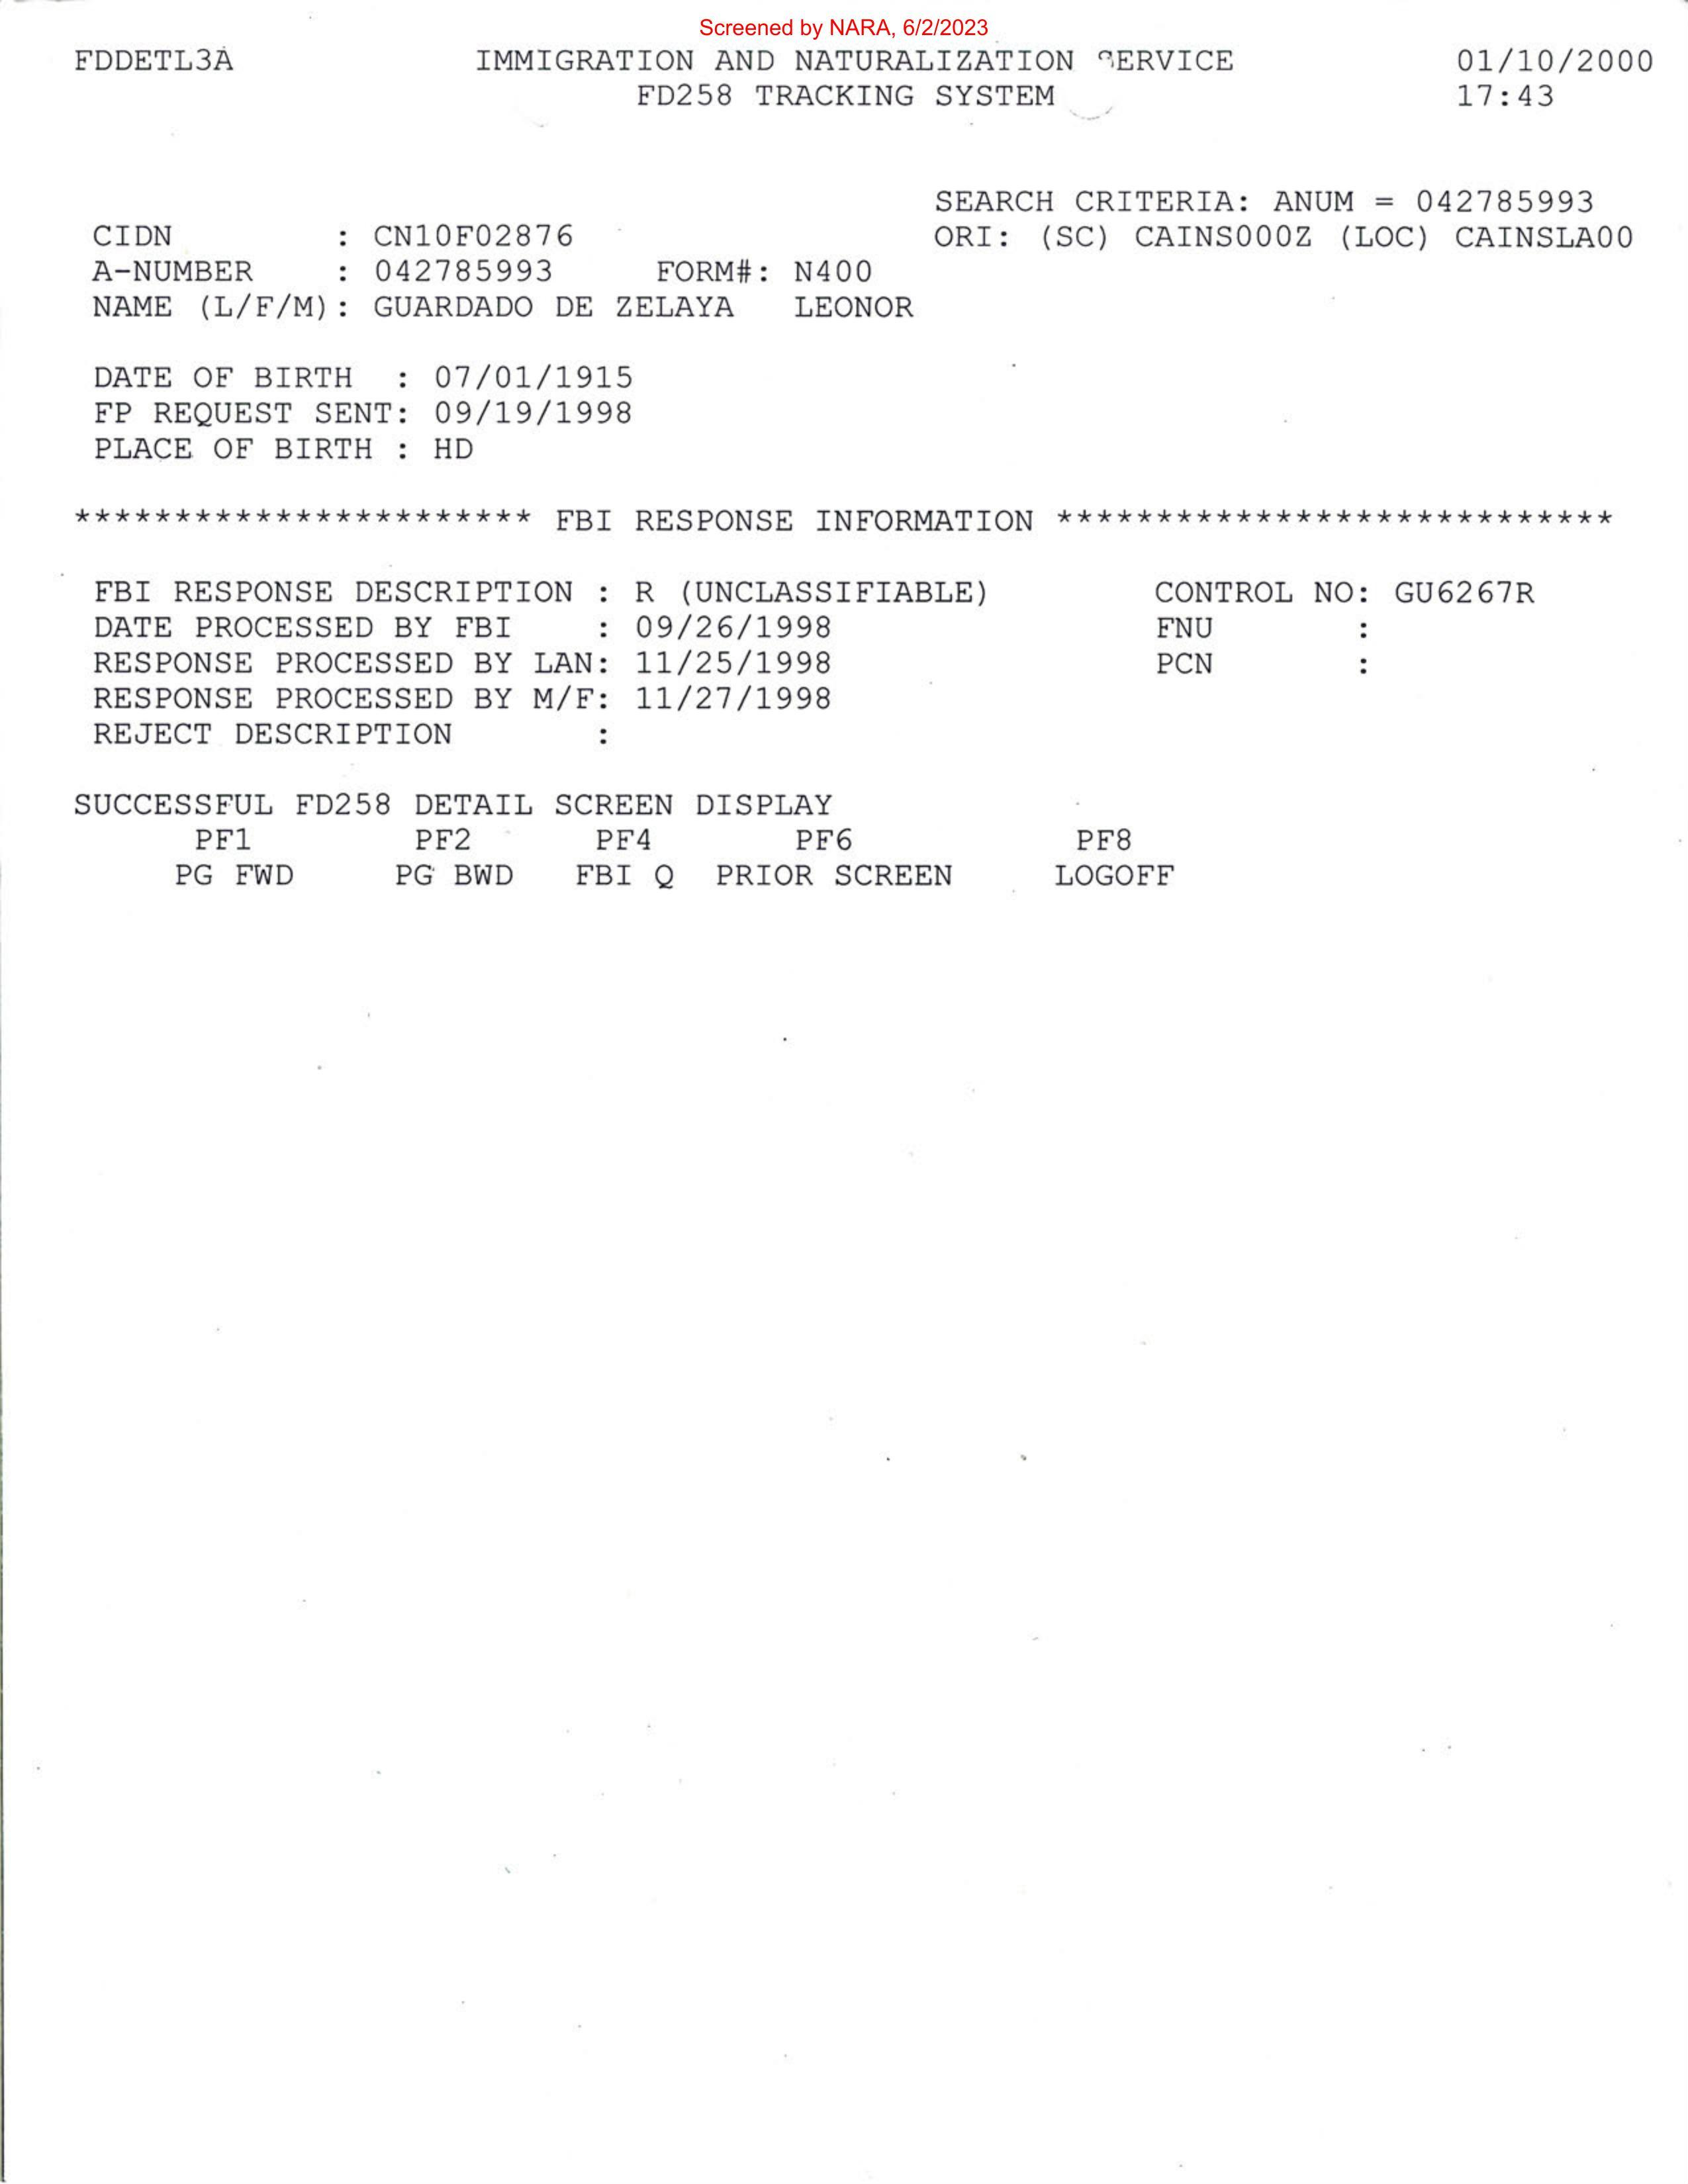 Screened by NARA, 6/2/2023
FDDETL3A IMMIGRATION AND NATURALIZATION SERVICE 01/10/2000
FD258 TRACKING SYSTEM 17:43
SEARCH CRITERIA: ANUM = 042785993
CIDN : CN10F02876 ORI: (SC) CAINS000Z (LOC) CAINSLA00
A-NUMBER : 042785993 FORM#: N400
NAME (L/F/M): GUARDADO DE ZELAYA LEONOR
DATE OF BIRTH : 07/01/1915
FP REQUEST SENT: 09/19/1998
PLACE OF BIRTH : HD
*********************** FBI RESPONSE INFORMATION ****************************
FBI RESPONSE DESCRIPTION : R (UNCLASSIFIABLE) CONTROL NO: GU6267R
DATE PROCESSED BY FBI : 09/26/1998 FNU :
RESPONSE PROCESSED BY LAN: 11/25/1998 PCN :
RESPONSE PROCESSED BY M/F: 11/27/1998
REJECT DESCRIPTION :
SUCCESSFUL FD258 DETAIL SCREEN DISPLAY
PF1 PF2 PF4 PF6 PF8
PG FWD PG BWD FBI Q PRIOR SCREEN LOGOFF